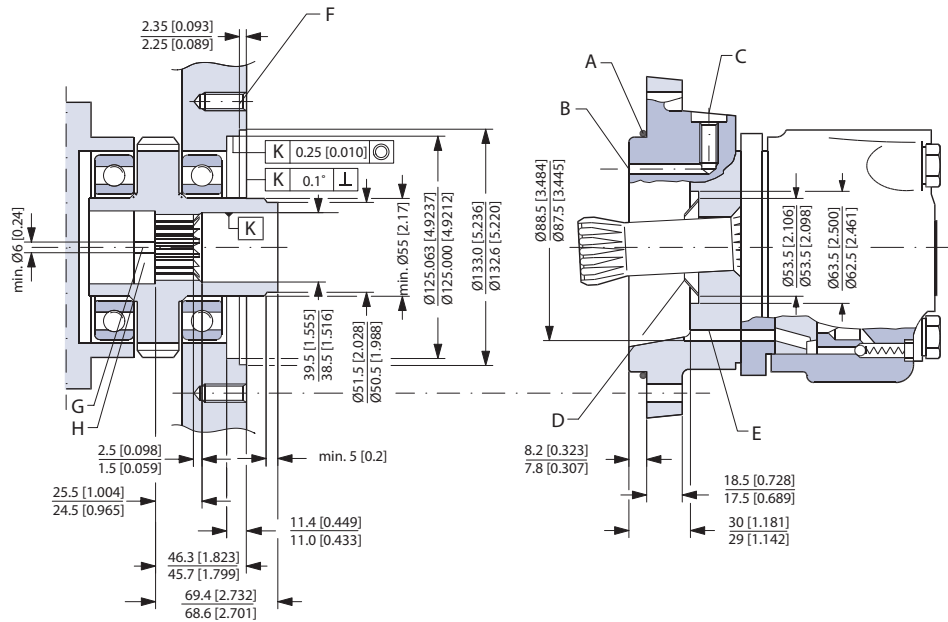 2.35 [0.093]
2.25 [0.089]
F
K 0.25 [0.010]
K 0.1° ⊥
K
min. Ø6 [0.24]
G
H
39.5 [1.555]
38.5 [1.516]
Ø51.5 [2.028]
Ø50.5 [1.988]
min. Ø55 [2.17]
Ø125.063 [4.9237]
Ø125.000 [4.9212]
Ø133.0 [5.236]
Ø132.6 [5.220]
2.5 [0.098]
1.5 [0.059]
min. 5 [0.2]
25.5 [1.004]
24.5 [0.965]
11.4 [0.449]
11.0 [0.433]
46.3 [1.823]
45.7 [1.799]
69.4 [2.732]
68.6 [2.701]
A
B
C
Ø88.5 [3.484]
Ø87.5 [3.445]
Ø53.5 [2.106]
Ø53.5 [2.098]
Ø63.5 [2.500]
Ø62.5 [2.461]
D
E
8.2 [0.323]
7.8 [0.307]
18.5 [0.728]
17.5 [0.689]
30 [1.181]
29 [1.142]